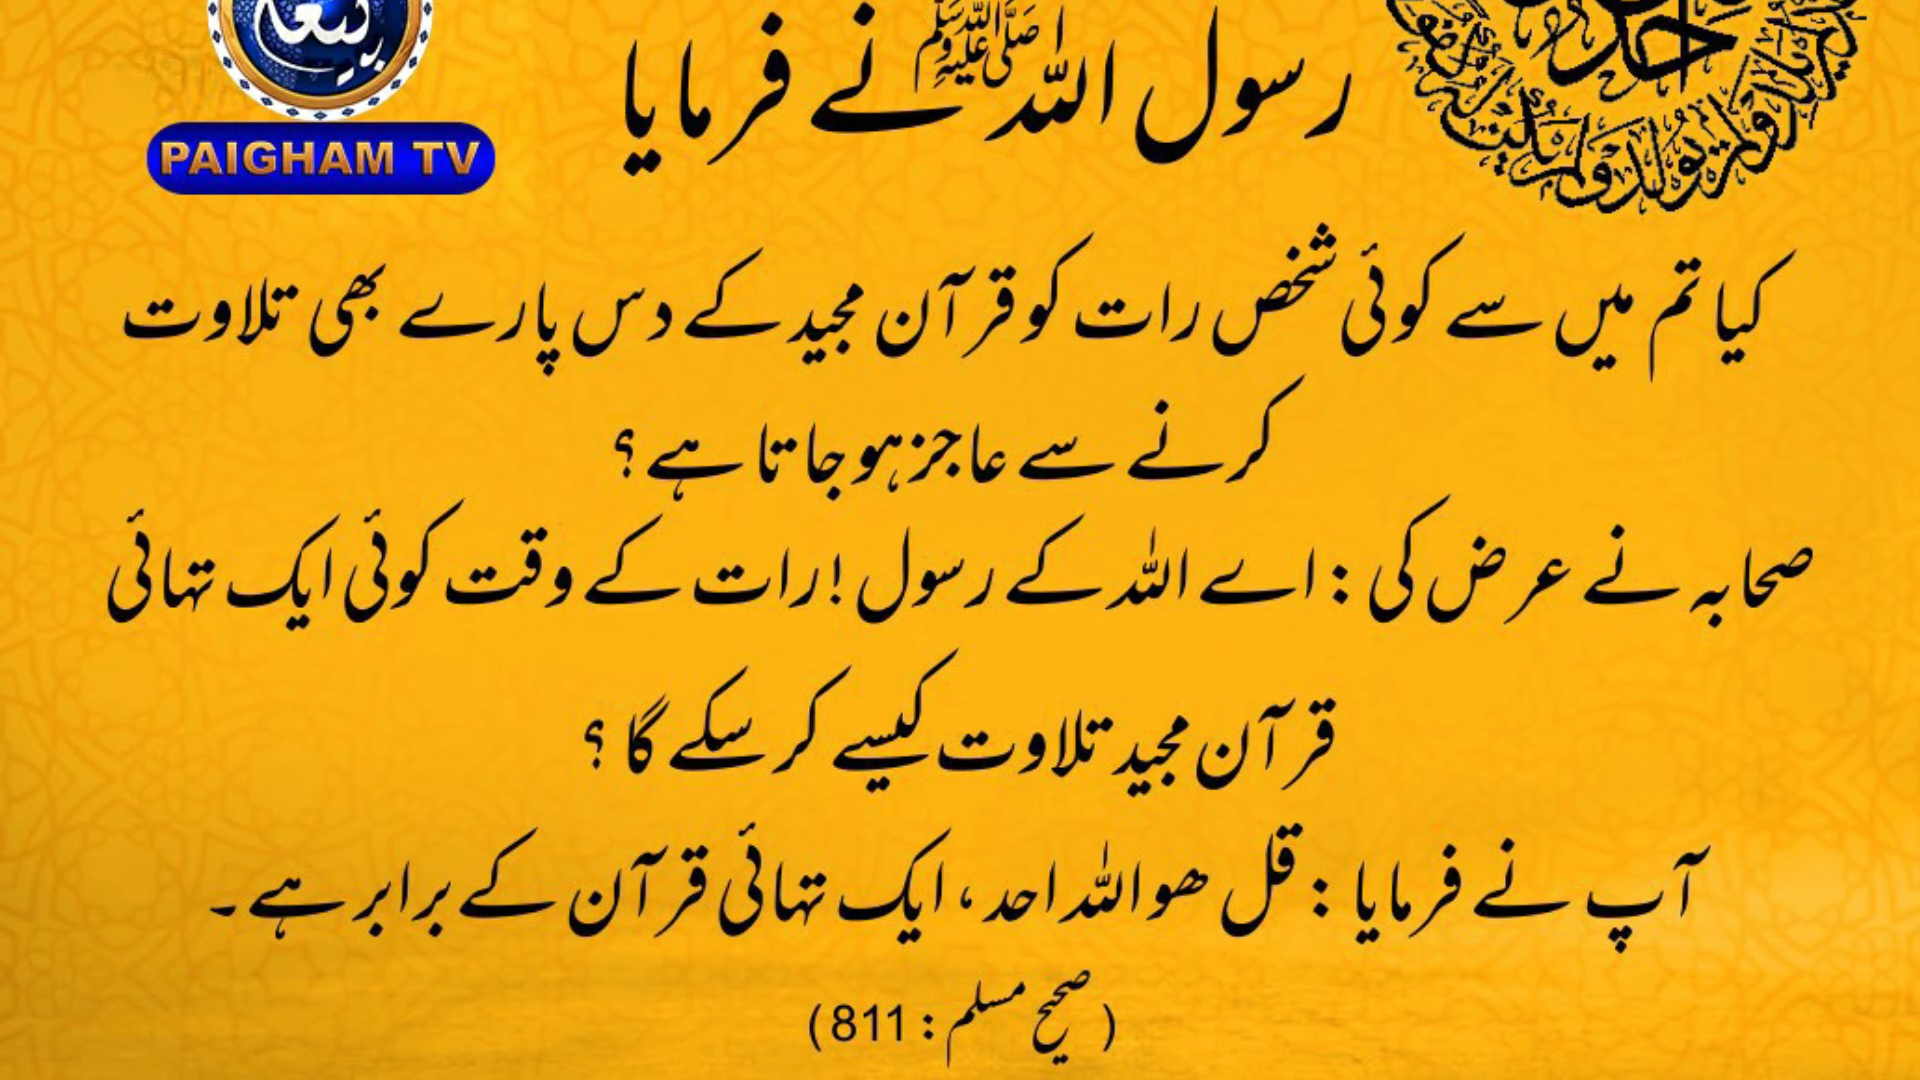 پیغام
PAIGHAM TV
رسول اللہ ﷺ نے فرمایا
کیا تم میں سے کوئی شخص رات کو قرآن مجید کے دس پارے بھی تلاوت
کرنے سے عاجز ہو جاتا ہے ؟
صحابہ نے عرض کی : اے اللہ کے رسول ! رات کے وقت کوئی ایک تہائی
قرآن مجید تلاوت کیسے کر سکے گا ؟
آپ نے فرمایا : قل ھو اللہ احد ، ایک تہائی قرآن کے برابر ہے ۔
( صحیح مسلم : 811 )